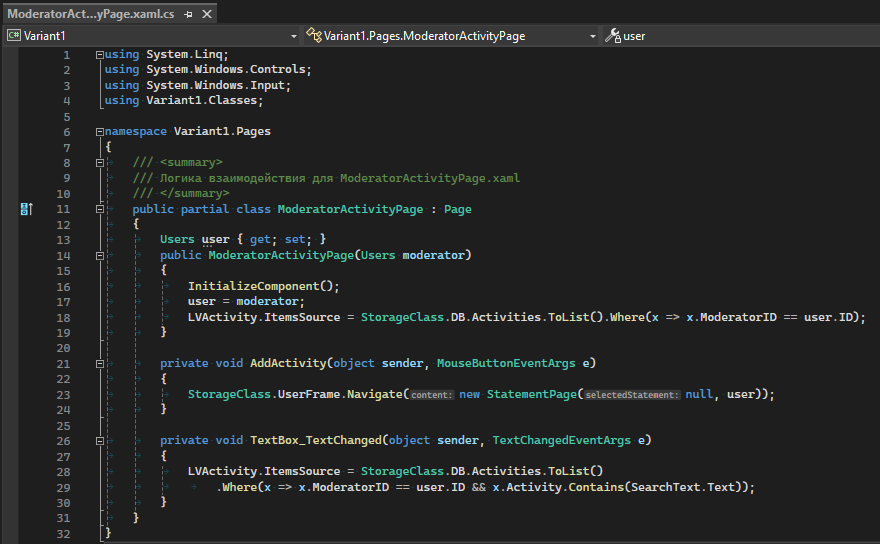 ModeratorAct...yPage.xaml.cs
Variant1 Variant1.Pages.ModeratorActivityPage user
1 using System.Linq;
2 using System.Windows.Controls;
3 using System.Windows.Input;
4 using Variant1.Classes;
5
6 namespace Variant1.Pages
7 {
8 /// <summary>
9 /// Логика взаимодействия для ModeratorActivityPage.xaml
10 /// </summary>
11 public partial class ModeratorActivityPage : Page
12 {
13 Users user { get; set; }
14 public ModeratorActivityPage(Users moderator)
15 {
16 InitializeComponent();
17 user = moderator;
18 LVActivity.ItemsSource = StorageClass.DB.Activities.ToList().Where(x => x.ModeratorID == user.ID);
19 }
20
21 private void AddActivity(object sender, MouseButtonEventArgs e)
22 {
23 StorageClass.UserFrame.Navigate(content: new StatementPage(selectedStatement: null, user));
24 }
25
26 private void TextBox_TextChanged(object sender, TextChangedEventArgs e)
27 {
28 LVActivity.ItemsSource = StorageClass.DB.Activities.ToList()
29 .Where(x => x.ModeratorID == user.ID && x.Activity.Contains(SearchText.Text));
30 }
31 }
32 }